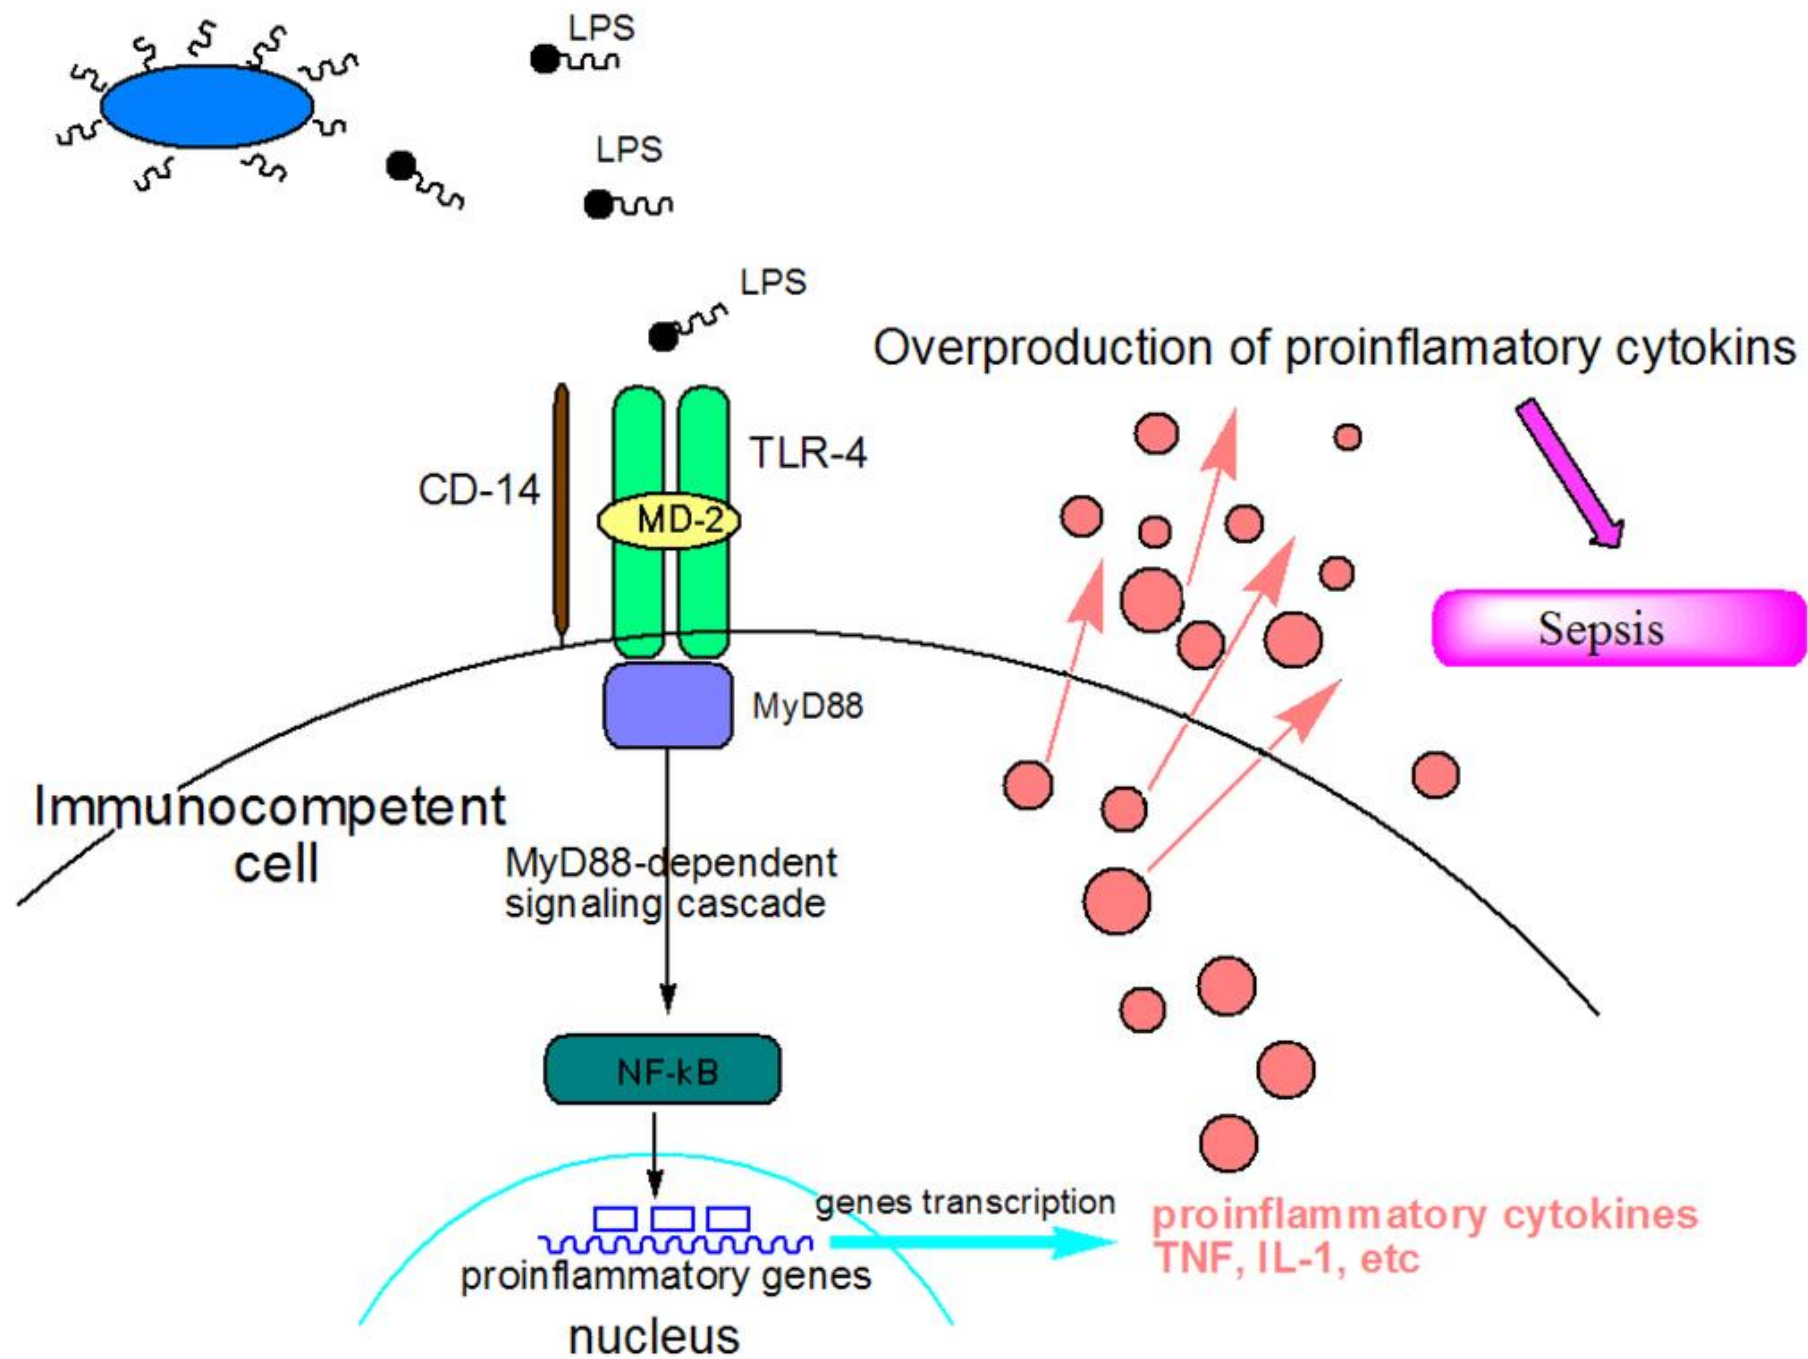 LPS
LPS
LPS
Overproduction of proinflamatory cytokins
TLR-4
CD-14
MD-2
Sepsis
MyD88
Immunocompetent
cell
MyD88-dependent
signaling cascade
NF-kB
genes transcription
proinflammatory cytokines
TNF, IL-1, etc
proinflammatory genes
nucleus